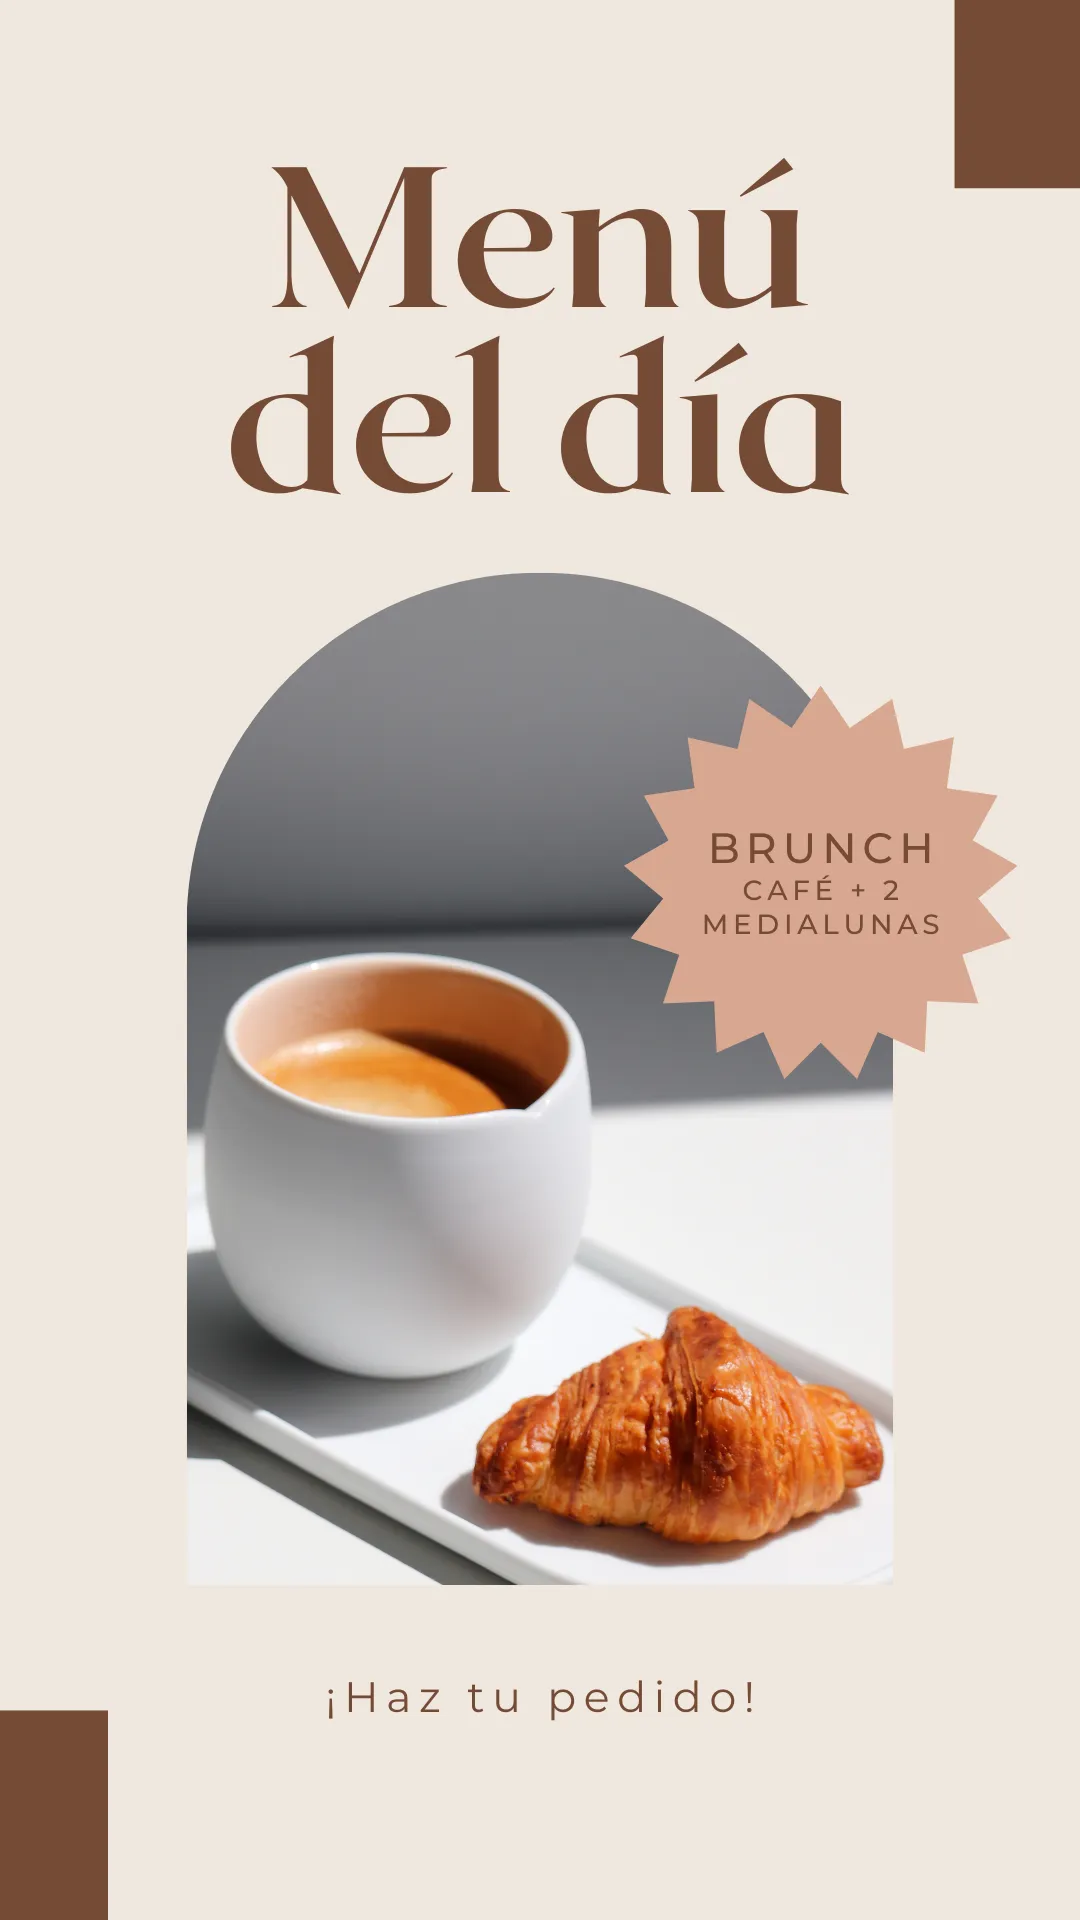 Menú
del día
BRUNCH
CAFÉ + 2
MEDIALUNAS
¡Haz tu pedido!